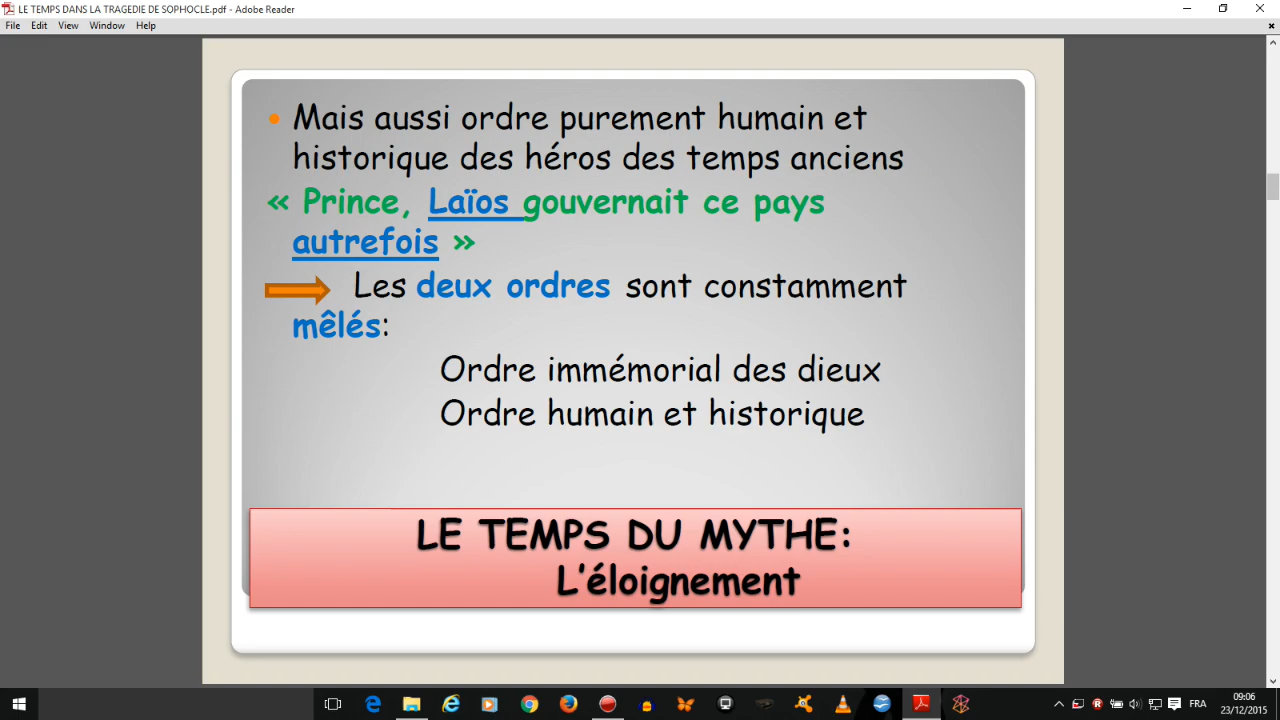 LE TEMPS DANS LA TRAGEDIE DE SOPHOCLE.pdf - Adobe Reader
File Edit View Window Help
Mais aussi ordre purement humain et
historique des héros des temps anciens
« Prince, Laïos gouvernait ce pays
autrefois »
Les deux ordres sont constamment
mêlés:
Ordre immémorial des dieux
Ordre humain et historique
LE TEMPS DU MYTHE:
L'éloignement
FRA
09:06
23/12/2015